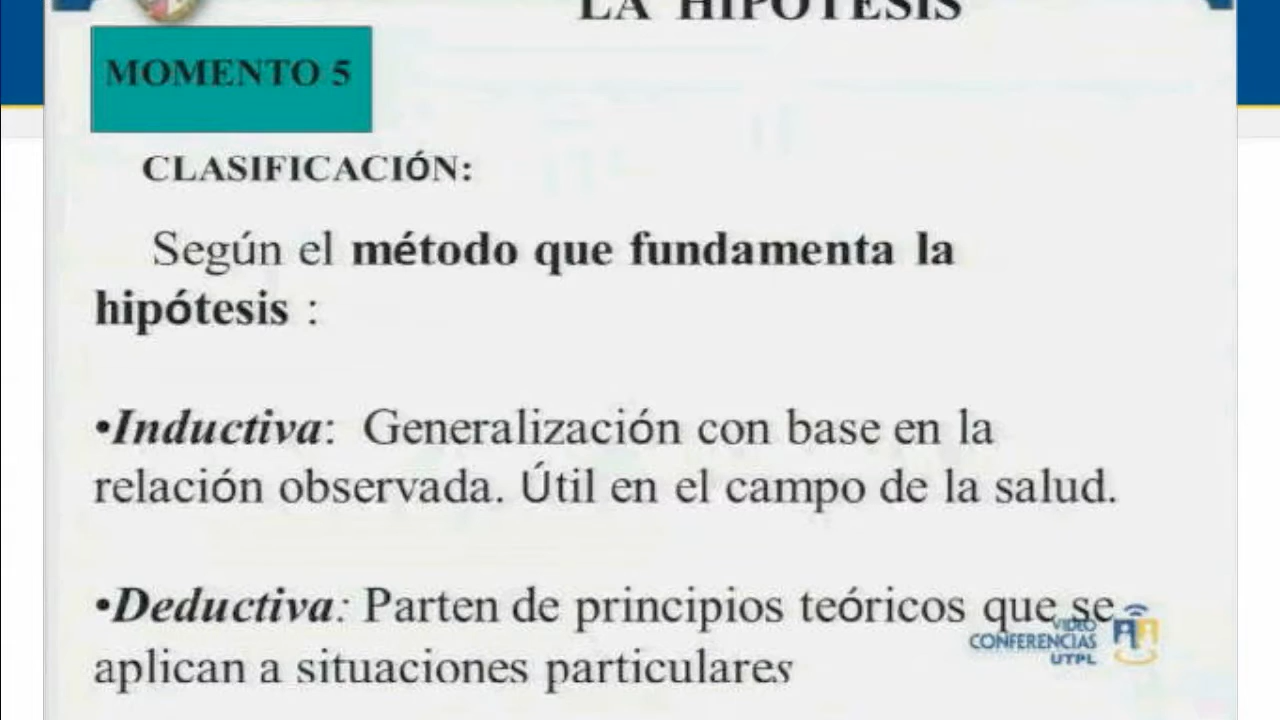 LA HIPÓTESIS
MOMENTO 5
CLASIFICACIÓN:
Según el método que fundamenta la
hipótesis :
•Inductiva: Generalización con base en la
relación observada. Útil en el campo de la salud.
•Deductiva: Parten de principios teóricos que se
aplican a situaciones particulares
VIDEO
CONFERENCIAS
UTPL